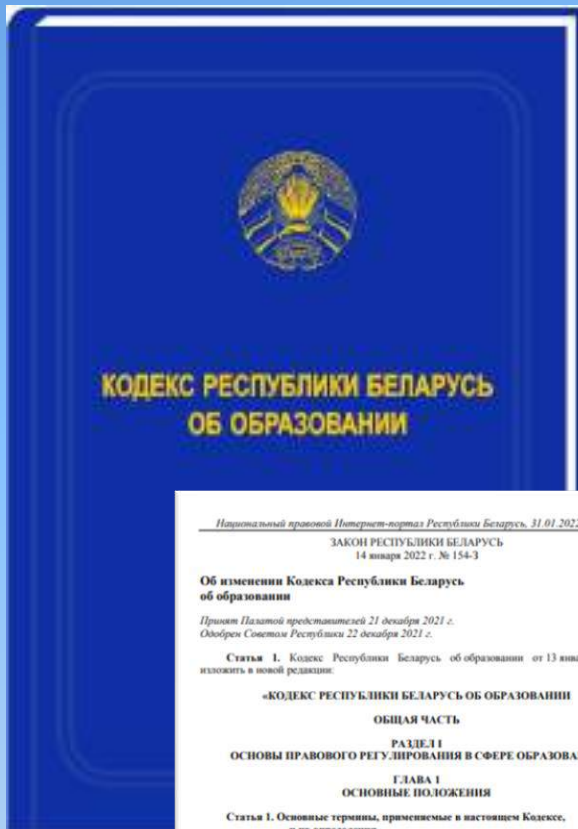 КОДЕКС РЕСПУБЛИКИ БЕЛАРУСЬ
ОБ ОБРАЗОВАНИИ
Национальный правовой Интернет-портал Республики Беларусь, 31.01.2022
ЗАКОН РЕСПУБЛИКИ БЕЛАРУСЬ
14 января 2022 г. № 154-З
Об изменении Кодекса Республики Беларусь
об образовании
Принят Палатой представителей 21 декабря 2021 г.
Одобрен Советом Республики 22 декабря 2021 г.
Статья 1. Кодекс Республики Беларусь об образовании от 13
изложить в новой редакции:
«КОДЕКС РЕСПУБЛИКИ БЕЛАРУСЬ ОБ ОБРАЗОВАНИИ
ОБЩАЯ ЧАСТЬ
РАЗДЕЛ I
ОСНОВЫ ПРАВОВОГО РЕГУЛИРОВАНИЯ В СФЕРЕ
ГЛАВА 1
ОСНОВНЫЕ ПОЛОЖЕНИЯ
Статья 1. Основные термины, применяемые в настоящем Кодексе,